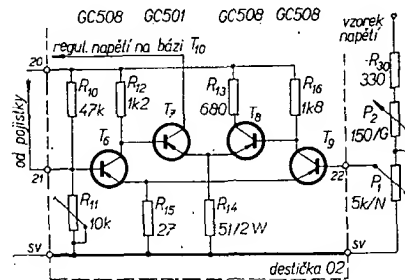 GC508 GC501 GC508 GC508
vzorek
napětí
regul. napětí na bázi T10
20
R10
47k
R12
1k2
R13
680
R16
1k8
R30
330
P2
150/G
od pojistky
T7
T8
T6
T9
21
22
P1
5k/N
R11
10k
R15
27
R14
51/2W
sv
sv
destička 02